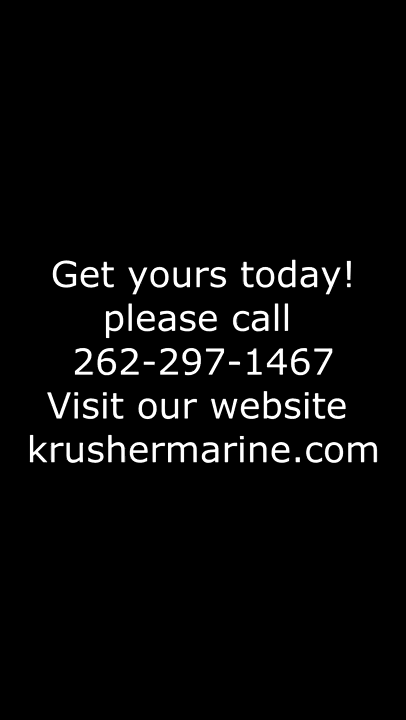 Get yours today!
please call
262-297-1467
Visit our website
krushermarine.com